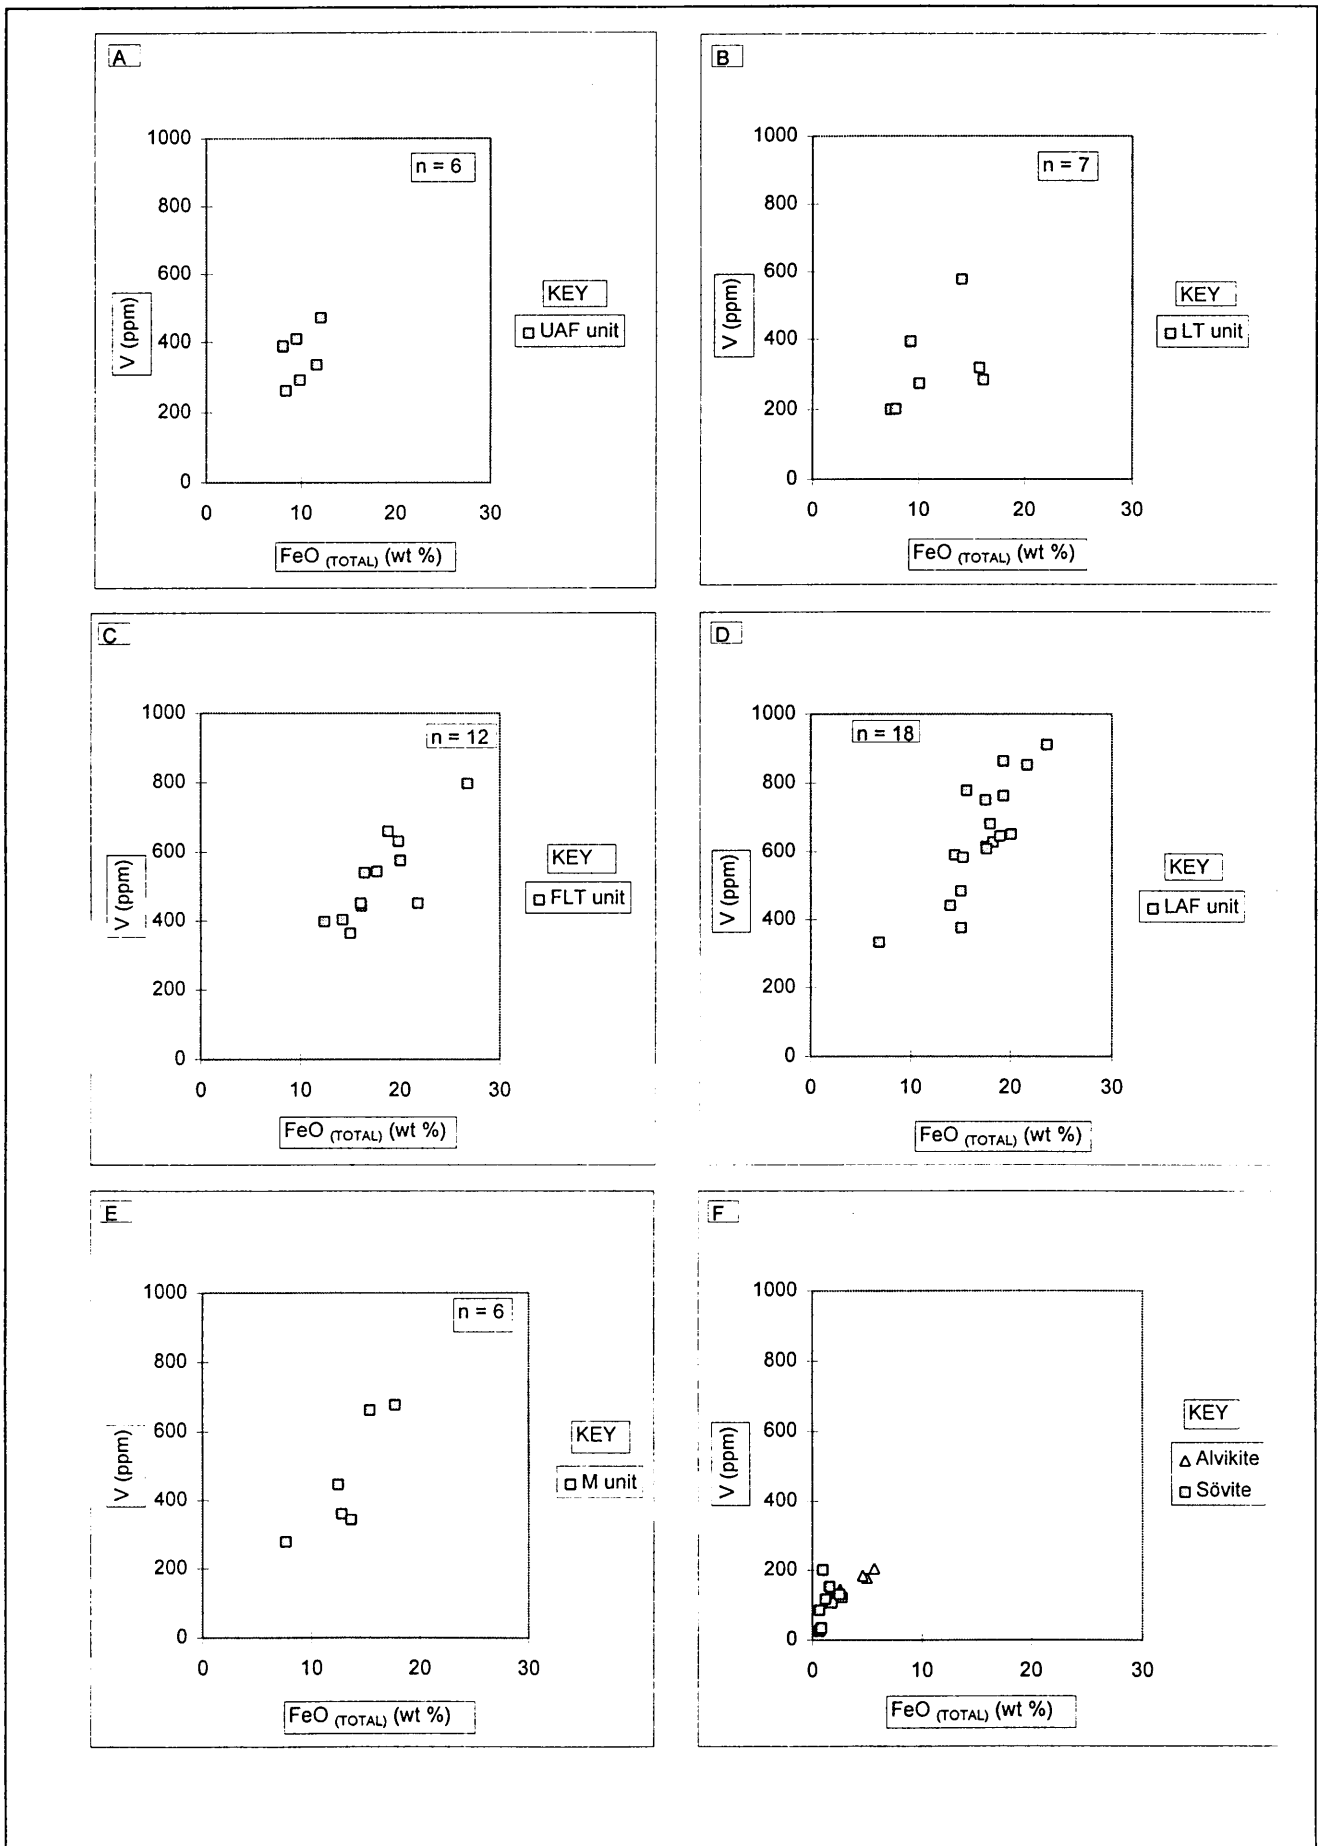 A
1000
n = 6
800
600
KEY
V (ppm)
UAF unit
400
200
0
0 10 20 30
FeO (TOTAL) (wt %)
B
1000
n = 7
800
600
KEY
V (ppm)
LT unit
400
200
0
0 10 20 30
FeO (TOTAL) (wt %)
C
1000
n = 12
800
600
KEY
V (ppm)
FLT unit
400
200
0
0 10 20 30
FeO (TOTAL) (wt %)
D
1000
n = 18
800
600
KEY
V (ppm)
LAF unit
400
200
0
0 10 20 30
FeO (TOTAL) (wt %)
E
1000
n = 6
800
600
KEY
V (ppm)
M unit
400
200
0
0 10 20 30
FeO (TOTAL) (wt %)
F
1000
800
600
KEY
V (ppm)
Alvikite
Sövite
400
200
0
0 10 20 30
FeO (TOTAL) (wt %)